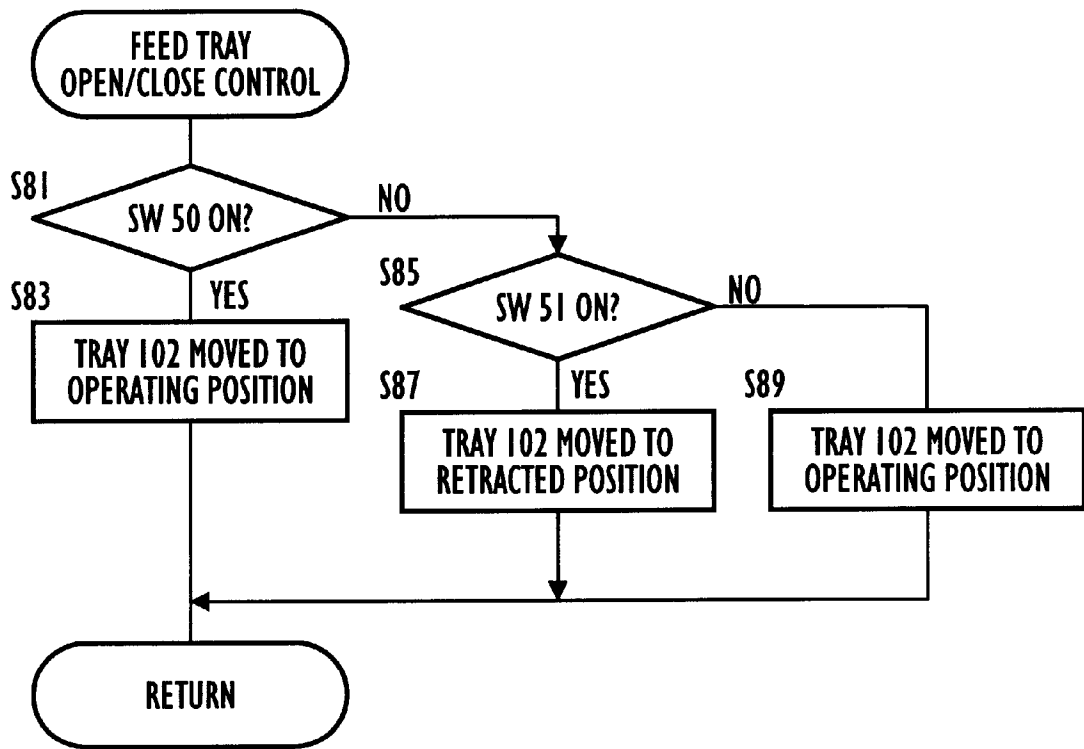 FEED TRAY
OPEN/CLOSE CONTROL
S81
SW 50 ON?
NO
S83
YES
TRAY 102 MOVED TO
OPERATING POSITION
S85
SW 51 ON?
NO
S87
YES
TRAY 102 MOVED TO
RETRACTED POSITION
S89
TRAY 102 MOVED TO
OPERATING POSITION
RETURN